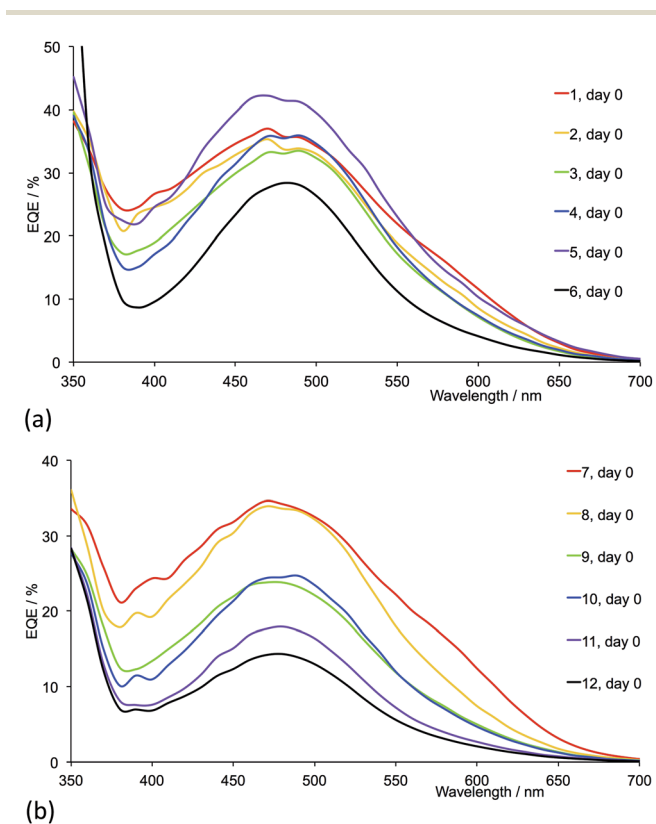 50
40
30
20
10
0
EQE / %
1, day 0
2, day 0
3, day 0
4, day 0
5, day 0
6, day 0
350 400 450 500 550 600 650 700
Wavelength / nm
(a)
40
30
20
10
0
EQE / %
7, day 0
8, day 0
9, day 0
10, day 0
11, day 0
12, day 0
350 400 450 500 550 600 650 700
Wavelength / nm
(b)